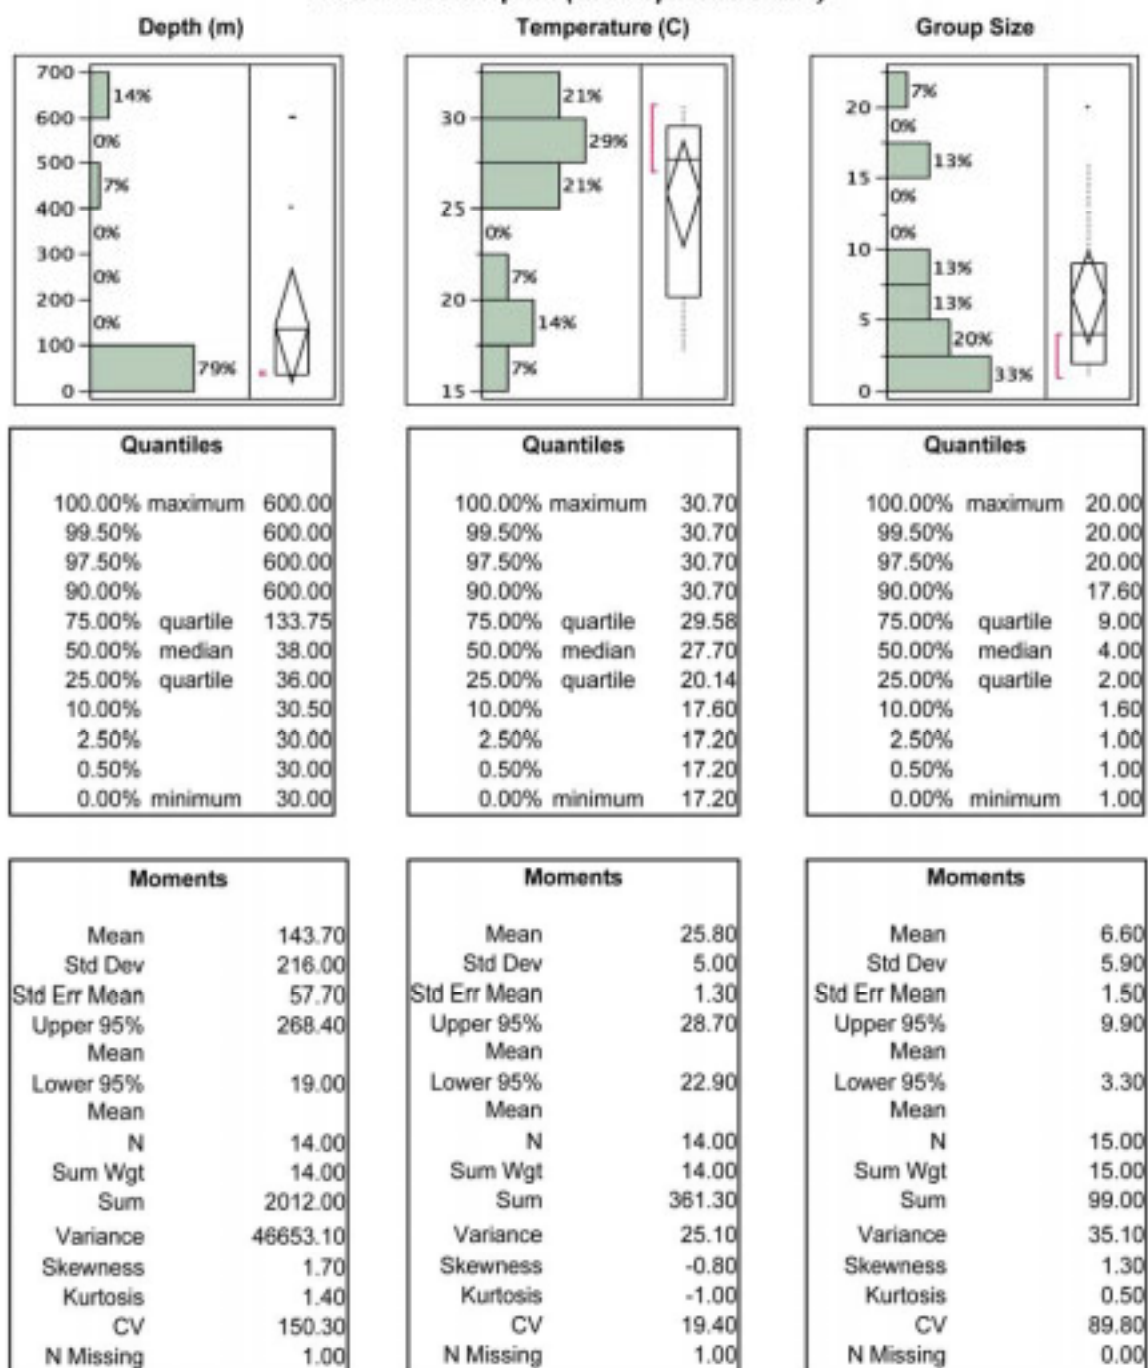 Depth (m)
700
600
500
400
300
200
100
0
14%
0%
7%
0%
0%
0%
79%
Temperature (C)
30
25
20
15
21%
29%
21%
0%
7%
14%
7%
Group Size
20
15
10
5
0
7%
0%
13%
0%
0%
13%
13%
20%
33%
Quantiles
100.00% maximum 600.00
99.50% 600.00
97.50% 600.00
90.00% 600.00
75.00% quartile 133.75
50.00% median 38.00
25.00% quartile 36.00
10.00% 30.50
2.50% 30.00
0.50% 30.00
0.00% minimum 30.00
Quantiles
100.00% maximum 30.70
99.50% 30.70
97.50% 30.70
90.00% 30.70
75.00% quartile 29.58
50.00% median 27.70
25.00% quartile 20.14
10.00% 17.60
2.50% 17.20
0.50% 17.20
0.00% minimum 17.20
Quantiles
100.00% maximum 20.00
99.50% 20.00
97.50% 20.00
90.00% 17.60
75.00% quartile 9.00
50.00% median 4.00
25.00% quartile 2.00
10.00% 1.60
2.50% 1.00
0.50% 1.00
0.00% minimum 1.00
Moments
Mean 143.70
Std Dev 216.00
Std Err Mean 57.70
Upper 95% 268.40
Mean
Lower 95% 19.00
Mean
N 14.00
Sum Wgt 14.00
Sum 2012.00
Variance 46653.10
Skewness 1.70
Kurtosis 1.40
CV 150.30
N Missing 1.00
Moments
Mean 25.80
Std Dev 5.00
Std Err Mean 1.30
Upper 95% 28.70
Mean
Lower 95% 22.90
Mean
N 14.00
Sum Wgt 14.00
Sum 361.30
Variance 25.10
Skewness -0.80
Kurtosis -1.00
CV 19.40
N Missing 1.00
Moments
Mean 6.60
Std Dev 5.90
Std Err Mean 1.50
Upper 95% 9.90
Mean
Lower 95% 3.30
Mean
N 15.00
Sum Wgt 15.00
Sum 99.00
Variance 35.10
Skewness 1.30
Kurtosis 0.50
CV 89.80
N Missing 0.00